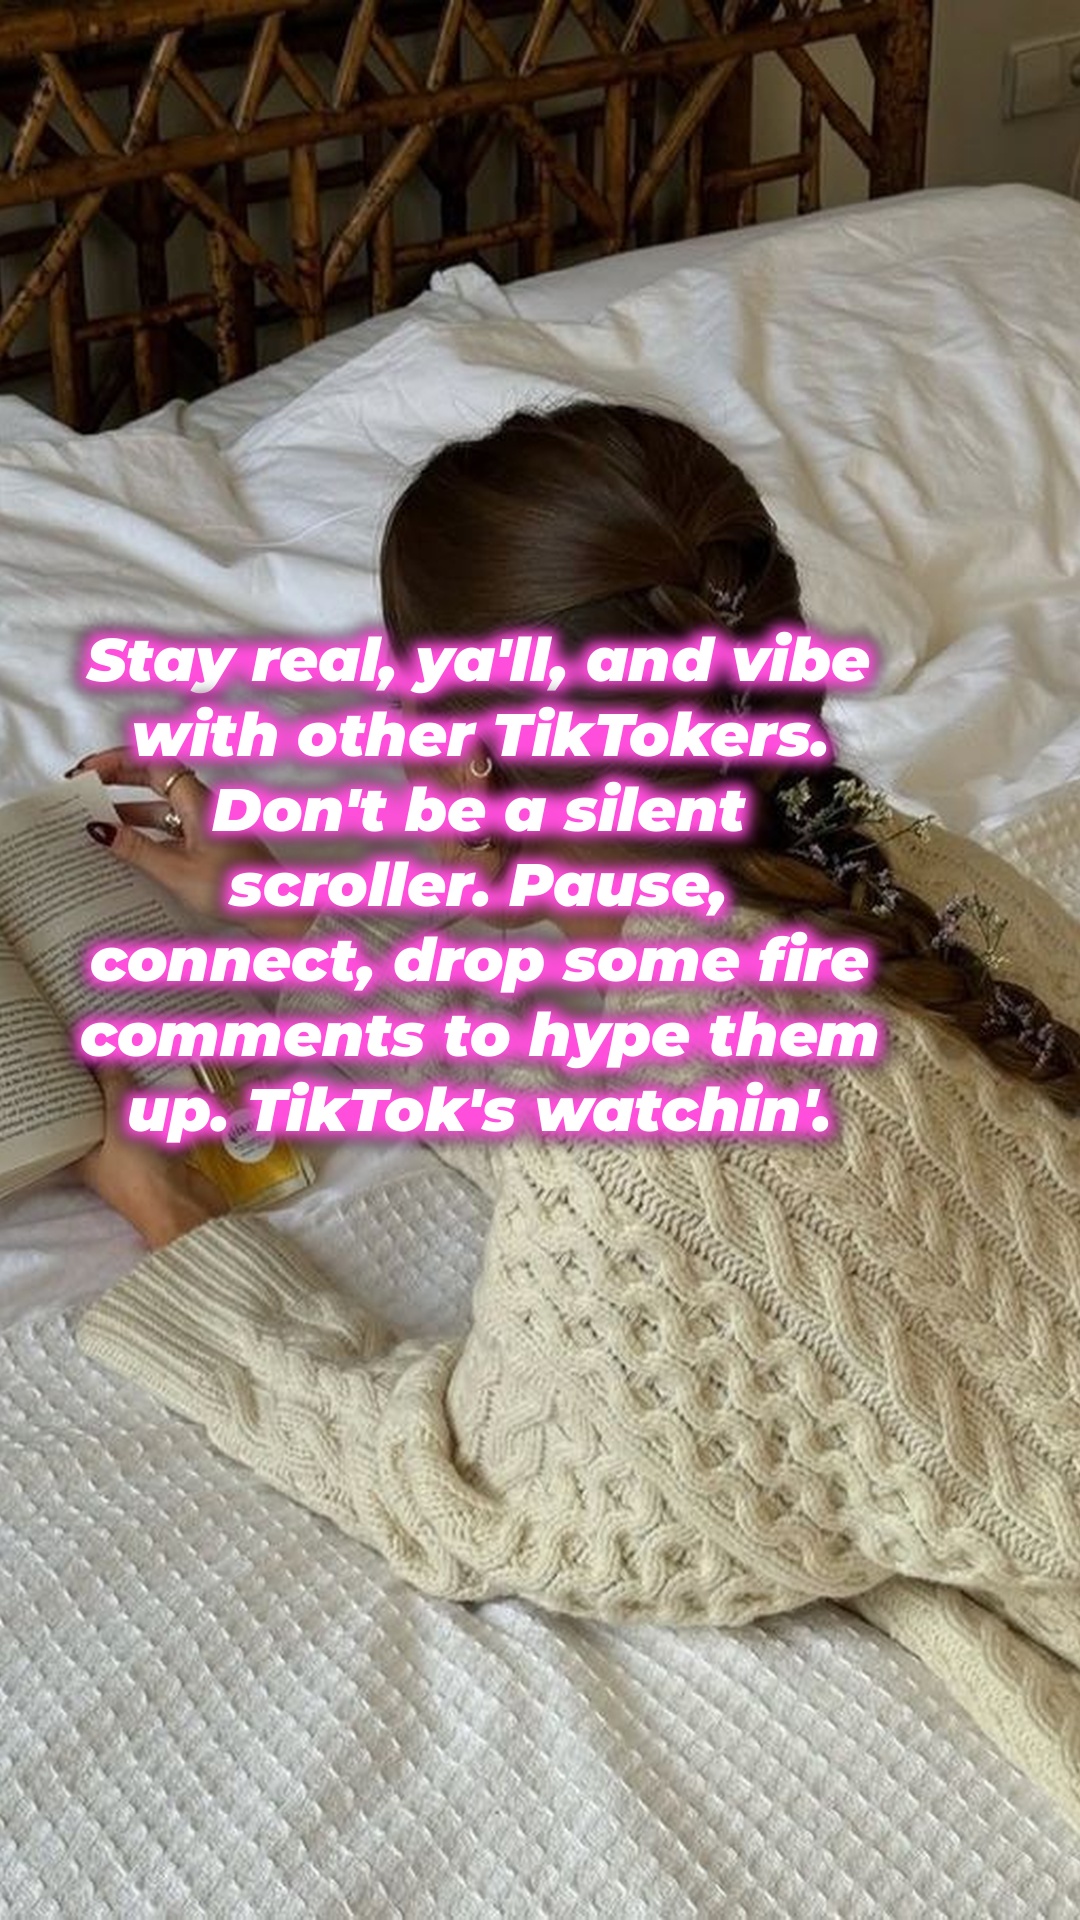 Stay real, ya'll, and vibe
with other TikTokers.
Don't be a silent
scroller. Pause,
connect, drop some fire
comments to hype them
up. TikTok's watchin'.